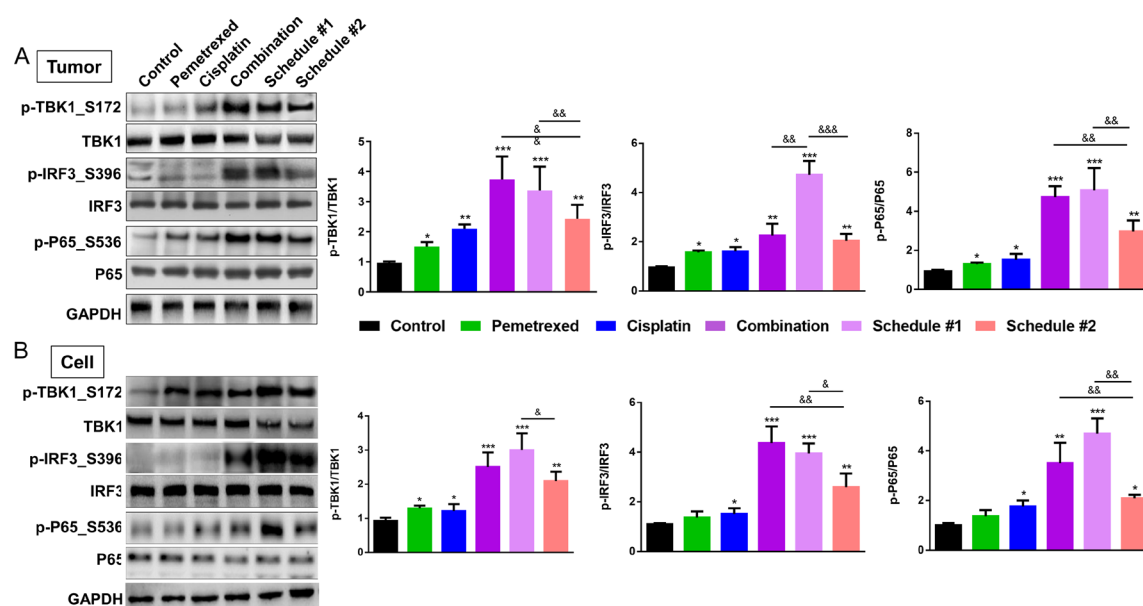 A
Tumor
Control
Pemetrexed
Cisplatin
Combination
Schedule #1
Schedule #2
p-TBK1_S172
TBK1
p-IRF3_S396
IRF3
p-P65_S536
P65
GAPDH
p-TBK1/TBK1
5
4
3
2
1
0
*
**
***
***
**
&
&
&&
p-IRF3/IRF3
6
4
2
0
*
*
**
***
**
&&
&&&
p-P65/P65
8
6
4
2
0
*
*
***
***
**
&&
&&
Control
Pemetrexed
Cisplatin
Combination
Schedule #1
Schedule #2
B
Cell
p-TBK1_S172
TBK1
p-IRF3_S396
IRF3
p-P65_S536
P65
GAPDH
p-TBK1/TBK1
4
3
2
1
0
*
*
***
***
**
&
p-IRF3/IRF3
6
4
2
0
*
***
***
**
&&
&
p-P65/P65
6
4
2
0
*
**
***
*
&&
&&